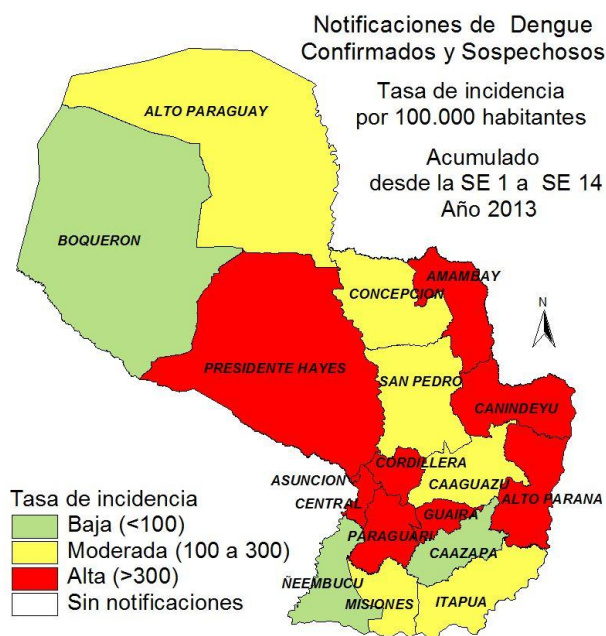 Notificaciones de Dengue
Confirmados y Sospechosos
Tasa de incidencia
por 100.000 habitantes
Acumulado
desde la SE 1 a SE 14
Año 2013
ALTO PARAGUAY
BOQUERON
AMAMBAY
CONCEPCION
N
PRESIDENTE HAYES
SAN PEDRO
CANINDEYU
CORDILLERA
ASUNCION
CAAGUAZU
CENTRAL
ALTO PARANA
GUAIRA
PARAGUARI
CAAZAPA
ÑEEMBUCU
MISIONES
ITAPUA
Tasa de incidencia
Baja (<100)
Moderada (100 a 300)
Alta (>300)
Sin notificaciones